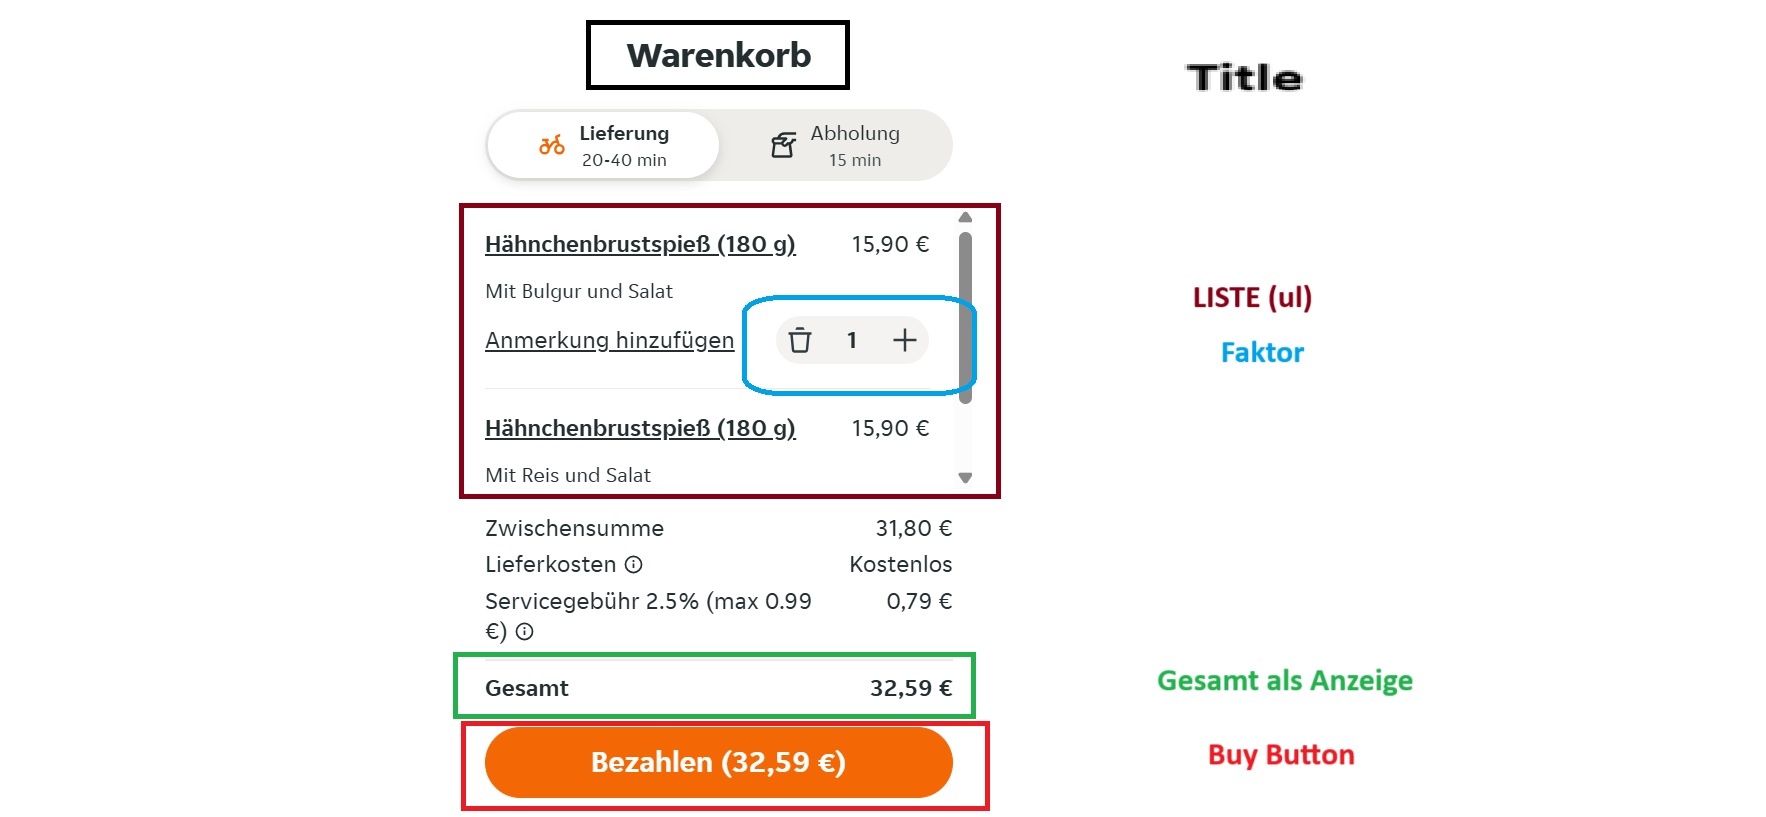 Warenkorb
Title
Lieferung
20-40 min
Abholung
15 min
Hähnchenbrustspieß (180 g) 15,90 €
Mit Bulgur und Salat
LISTE (ul)
Anmerkung hinzufügen 1
Faktor
Hähnchenbrustspieß (180 g) 15,90 €
Mit Reis und Salat
Zwischensumme 31,80 €
Lieferkosten Kostenlos
Servicegebühr 2.5% (max 0.99 0,79 €
€)
Gesamt 32,59 €
Gesamt als Anzeige
Bezahlen (32,59 €)
Buy Button